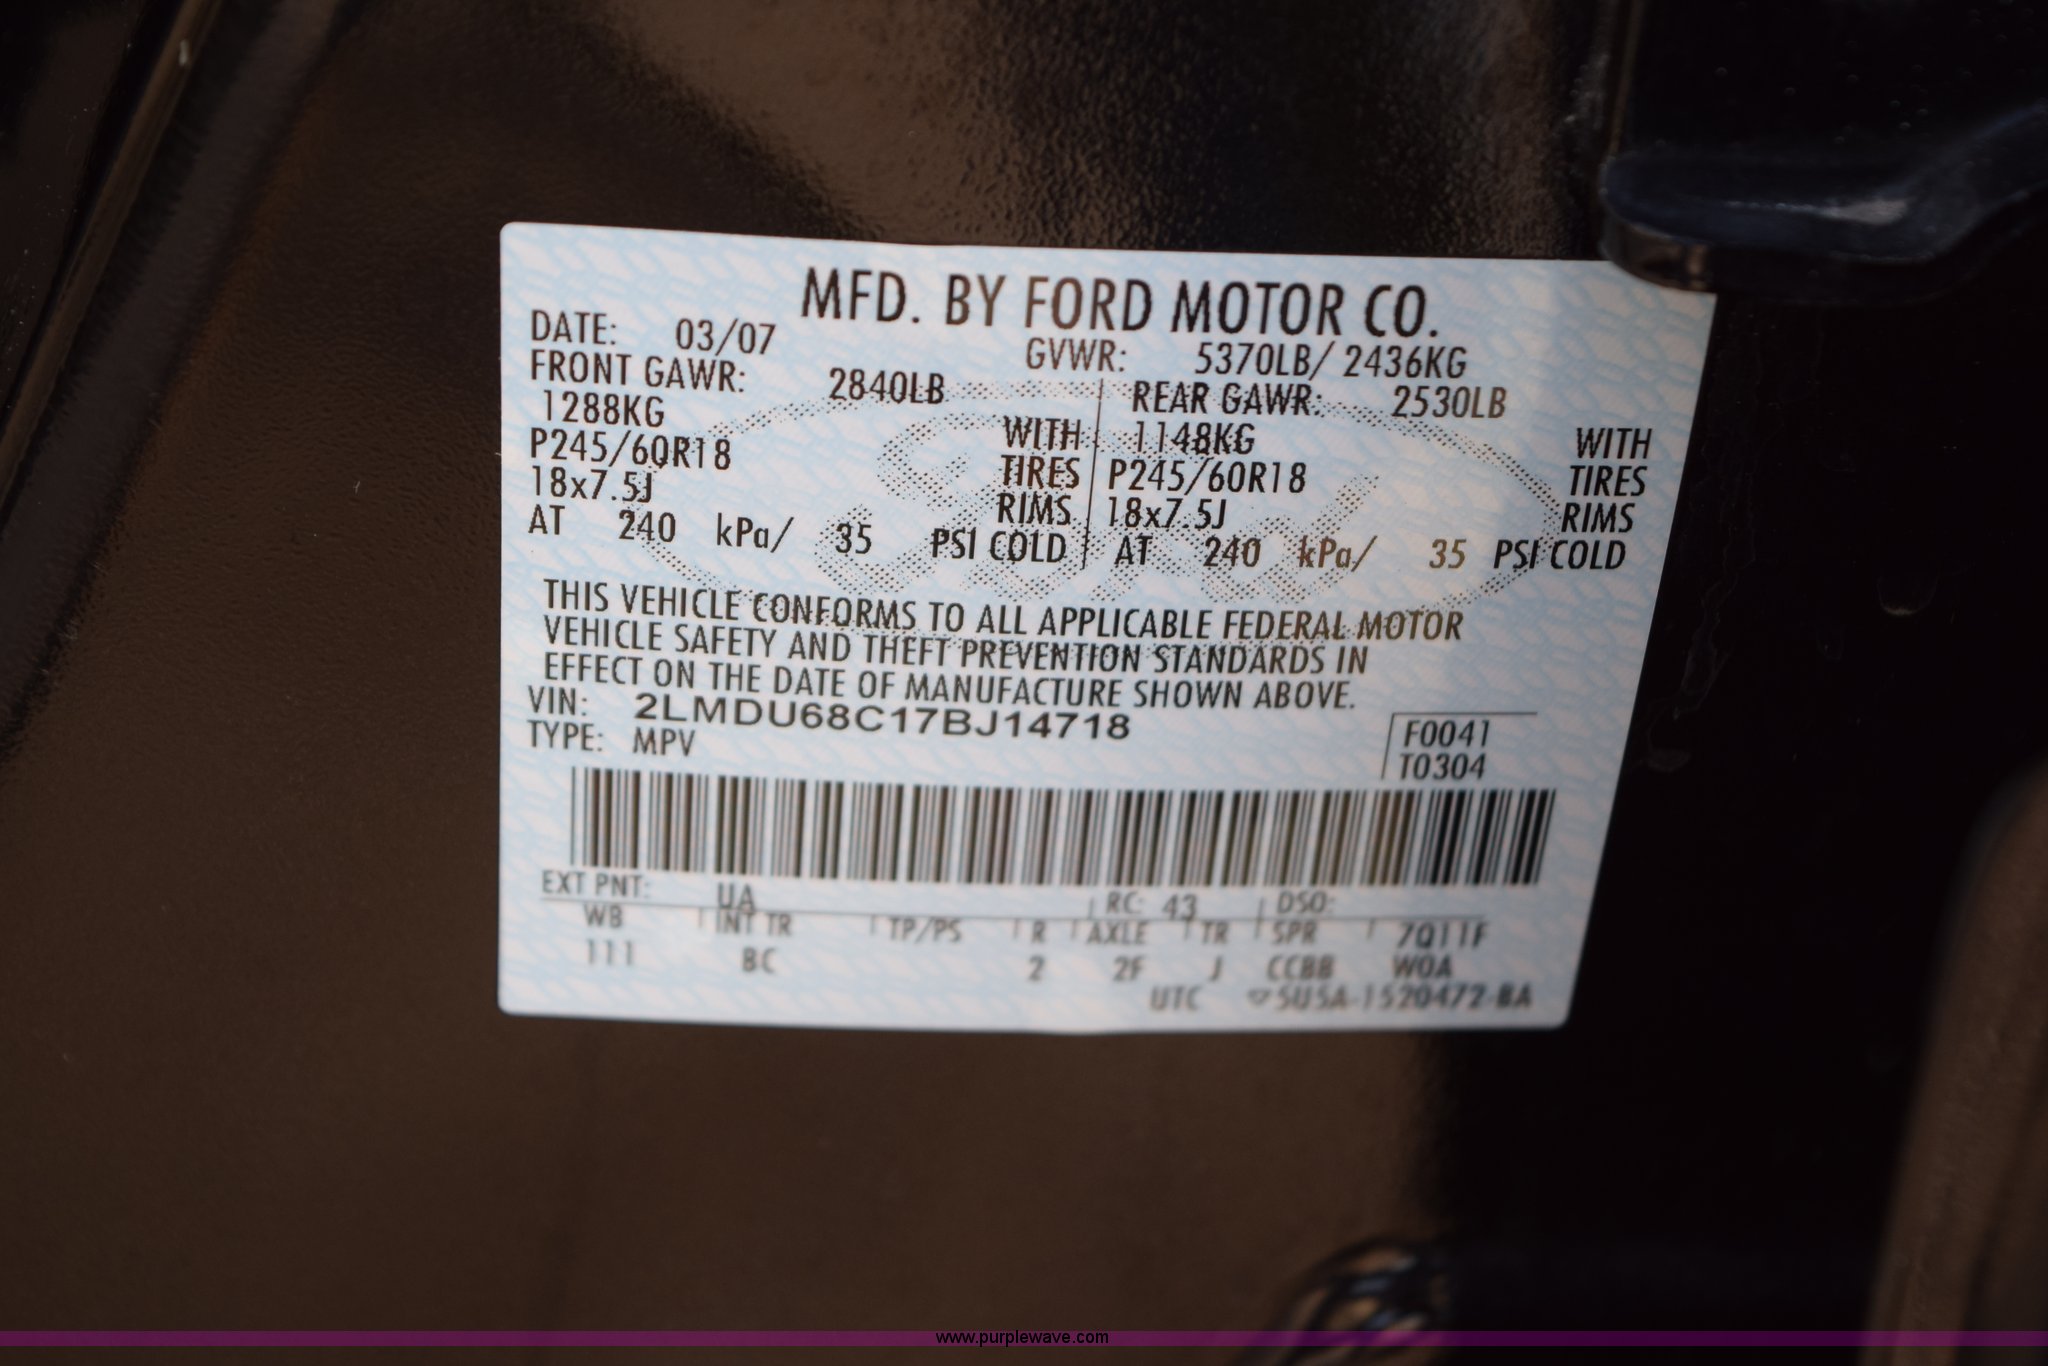 MFD. BY FORD MOTOR CO.
DATE: 03/07 GVWR: 5370LB/ 2436KG
FRONT GAWR: 2840LB REAR GAWR: 2530LB
1288KG WITH 1148KG WITH
P245/60R18 TIRES P245/60R18 TIRES
18x7.5J RIMS 18x7.5J RIMS
AT 240 kPa/ 35 PSI COLD AT 240 kPa/ 35 PSI COLD
THIS VEHICLE CONFORMS TO ALL APPLICABLE FEDERAL MOTOR
VEHICLE SAFETY AND THEFT PREVENTION STANDARDS IN
EFFECT ON THE DATE OF MANUFACTURE SHOWN ABOVE.
VIN: 2LMDU68C17BJ14718
TYPE: MPV F0041
T0304
EXT PNT: UA RC: 43 DSO:
WB INT TR TP/PS R AXLE TR SPR 7Q11F
111 BC 2 2F J CCBB WOA
UTC 5U5A-1520472-BA
www.purplewave.com